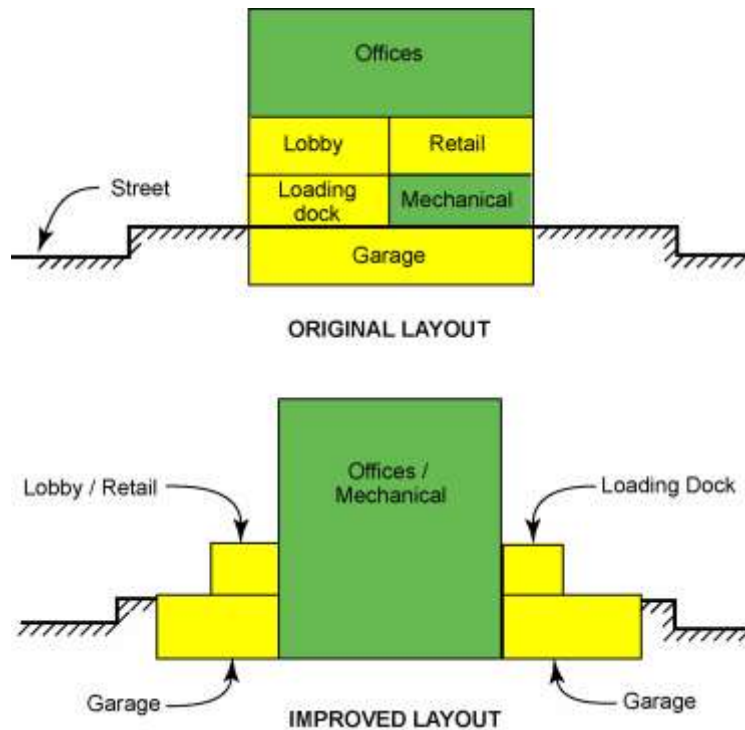 Offices
Lobby
Retail
Street
Loading
dock
Mechanical
Garage
ORIGINAL LAYOUT
Lobby / Retail
Offices /
Mechanical
Loading Dock
Garage
Garage
IMPROVED LAYOUT